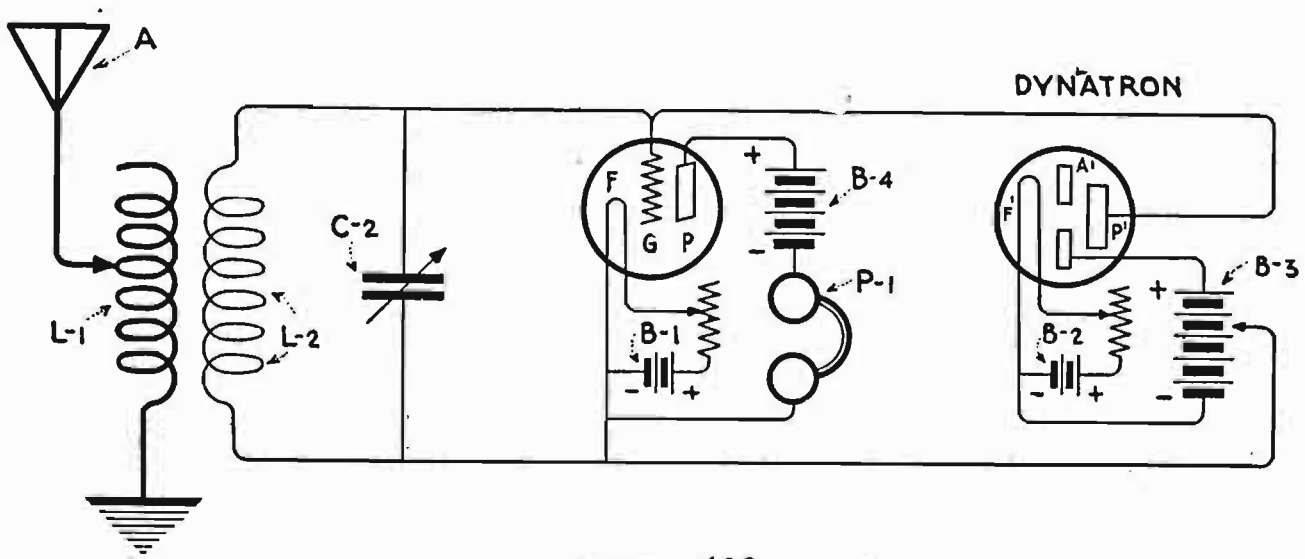 A
DYNATRON
L-1
L-2
C-2
F
G
P
+
-
B-4
P-1
B-1
-
+
F'
A'
P'
B-2
-
+
+
-
B-3